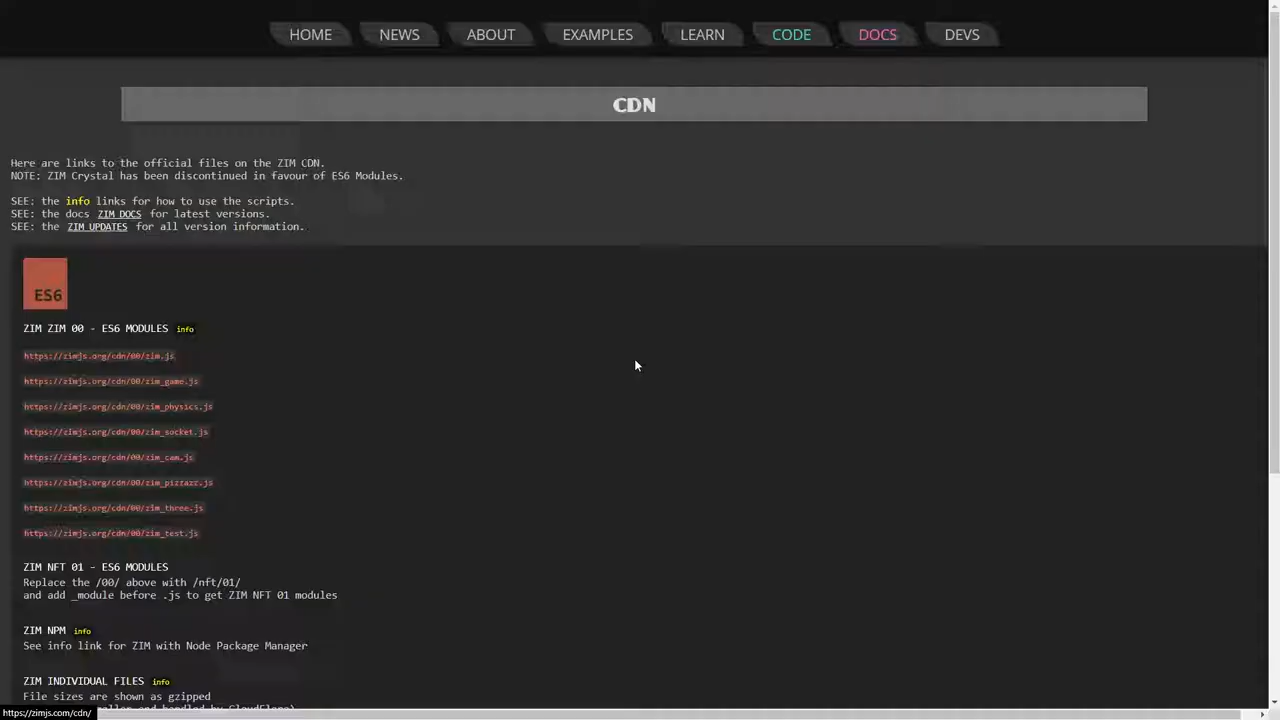 HOME NEWS ABOUT EXAMPLES LEARN CODE DOCS DEVS
CDN
Here are links to the official files on the ZIM CDN.
NOTE: ZIM Crystal has been discontinued in favour of ES6 Modules.
SEE: the info links for how to use the scripts.
SEE: the docs ZIM DOCS for latest versions.
SEE: the ZIM UPDATES for all version information.
ES6
ZIM ZIM 00 - ES6 MODULES info
https://zimjs.org/cdn/00/zim.js
https://zimjs.org/cdn/00/zim_game.js
https://zimjs.org/cdn/00/zim_physics.js
https://zimjs.org/cdn/00/zim_socket.js
https://zimjs.org/cdn/00/zim_cam.js
https://zimjs.org/cdn/00/zim_pizzazz.js
https://zimjs.org/cdn/00/zim_three.js
https://zimjs.org/cdn/00/zim_test.js
ZIM NFT 01 - ES6 MODULES
Replace the /00/ above with /nft/01/
and add _module before .js to get ZIM NFT 01 modules
ZIM NPM info
See info link for ZIM with Node Package Manager
ZIM INDIVIDUAL FILES info
File sizes are shown as gzipped
and handled by CloudFlare)
https://zimjs.com/cdn/